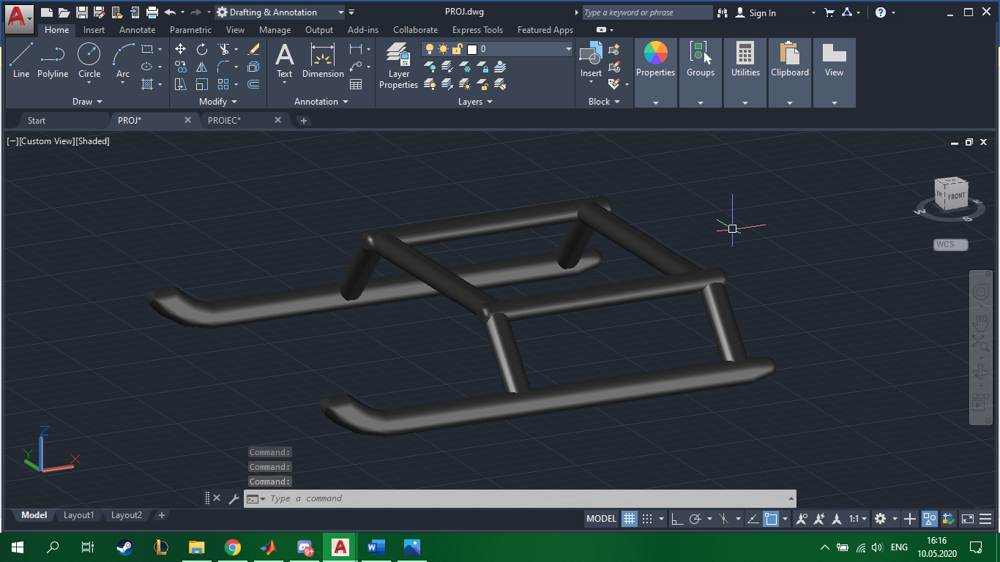 A
Drafting & Annotation
PROJ.dwg
Type a keyword or phrase
Sign In
?
Home Insert Annotate Parametric View Manage Output Add-ins Collaborate Express Tools Featured Apps
0
Line Polyline Circle Arc
A
Text Dimension
Layer
Properties
Insert
Properties Groups Utilities Clipboard View
Draw Modify Annotation Layers Block
Start PROJ* PROIEC*
[−][Custom View][Shaded]
FRONT
W
S
WCS
Z
Y
X
Command:
Command:
Command:
Type a command
Model Layout1 Layout2
MODEL
1:1
9+
A
W
ENG
16:16
10.05.2020